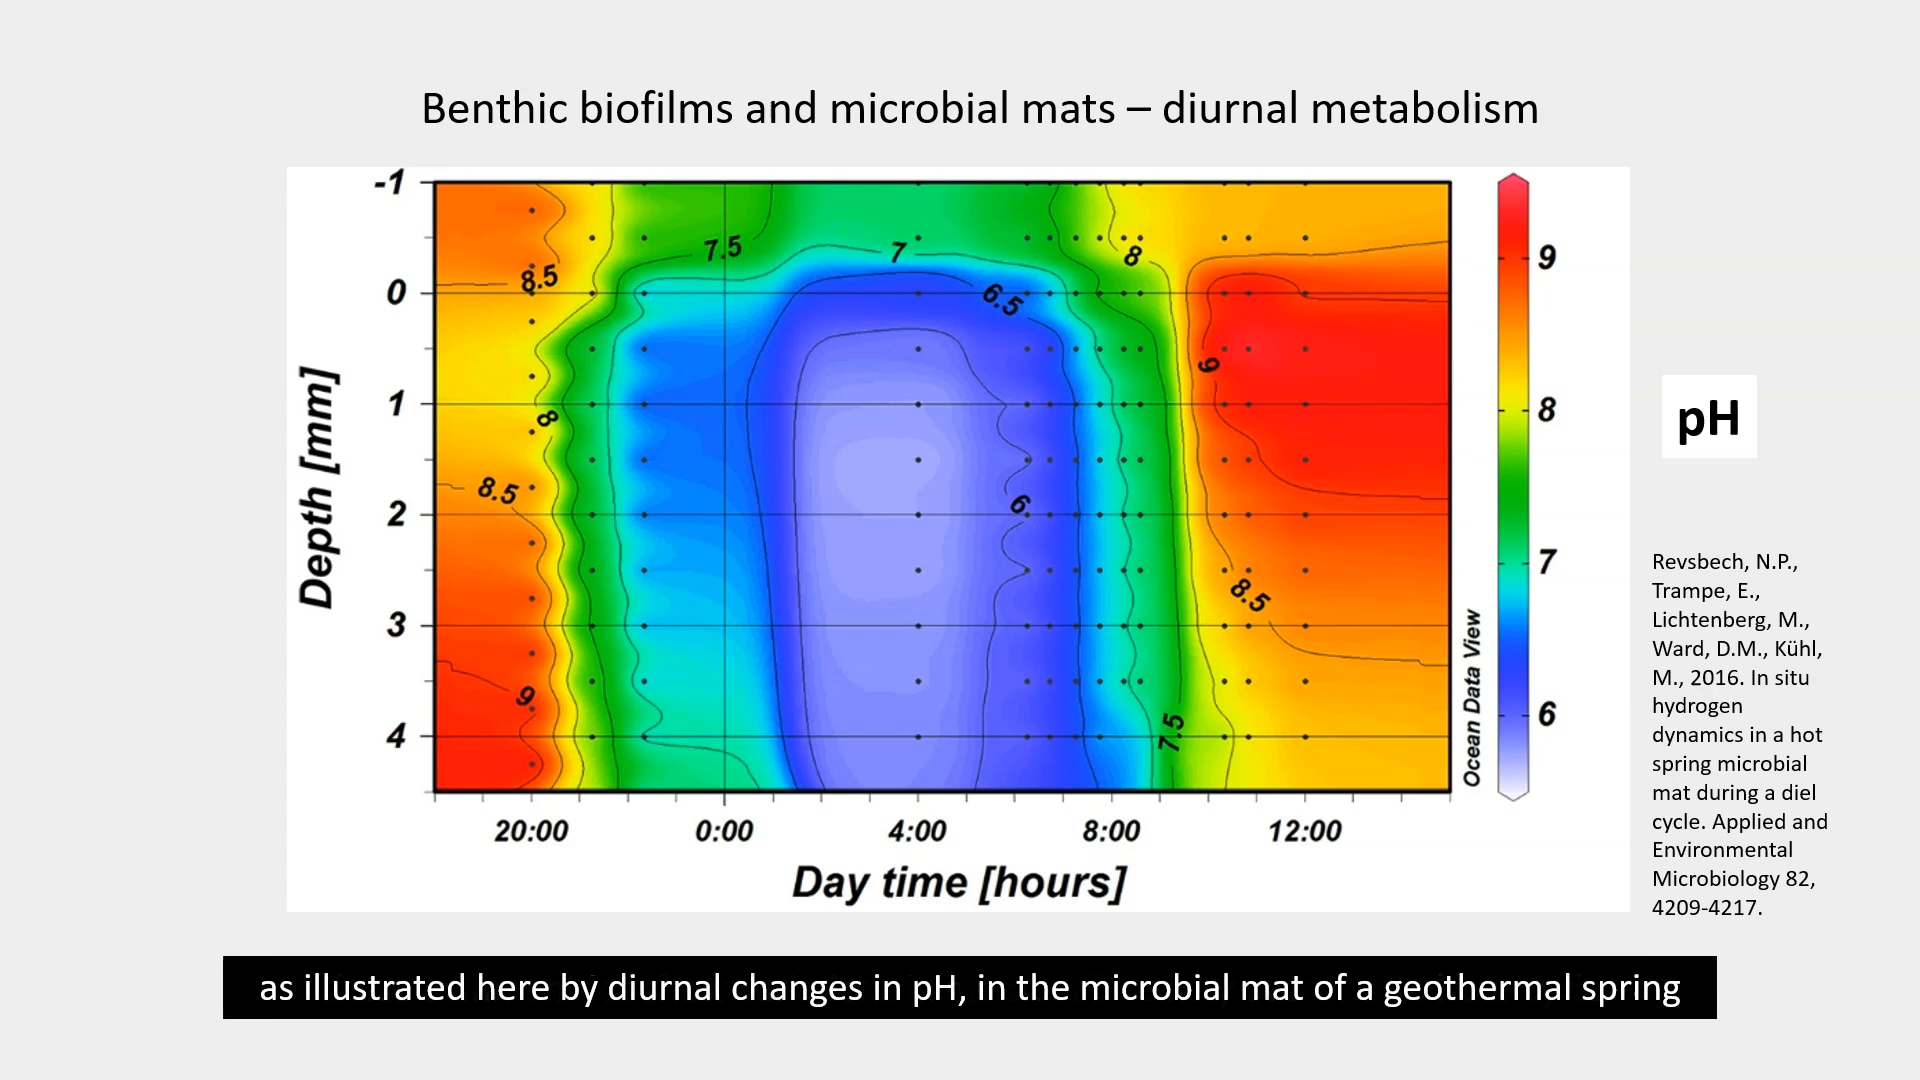 Benthic biofilms and microbial mats – diurnal metabolism
-1
0
1
2
3
4
Depth [mm]
8.5
7.5
7
8
6.5
9
8
8.5
6
8.5
9
7.5
20:00
0:00
4:00
8:00
12:00
Day time [hours]
Ocean Data View
9
8
7
6
pH
Revsbech, N.P.,
Trampe, E.,
Lichtenberg, M.,
Ward, D.M., Kühl,
M., 2016. In situ
hydrogen
dynamics in a hot
spring microbial
mat during a diel
cycle. Applied and
Environmental
Microbiology 82,
4209-4217.
as illustrated here by diurnal changes in pH, in the microbial mat of a geothermal spring